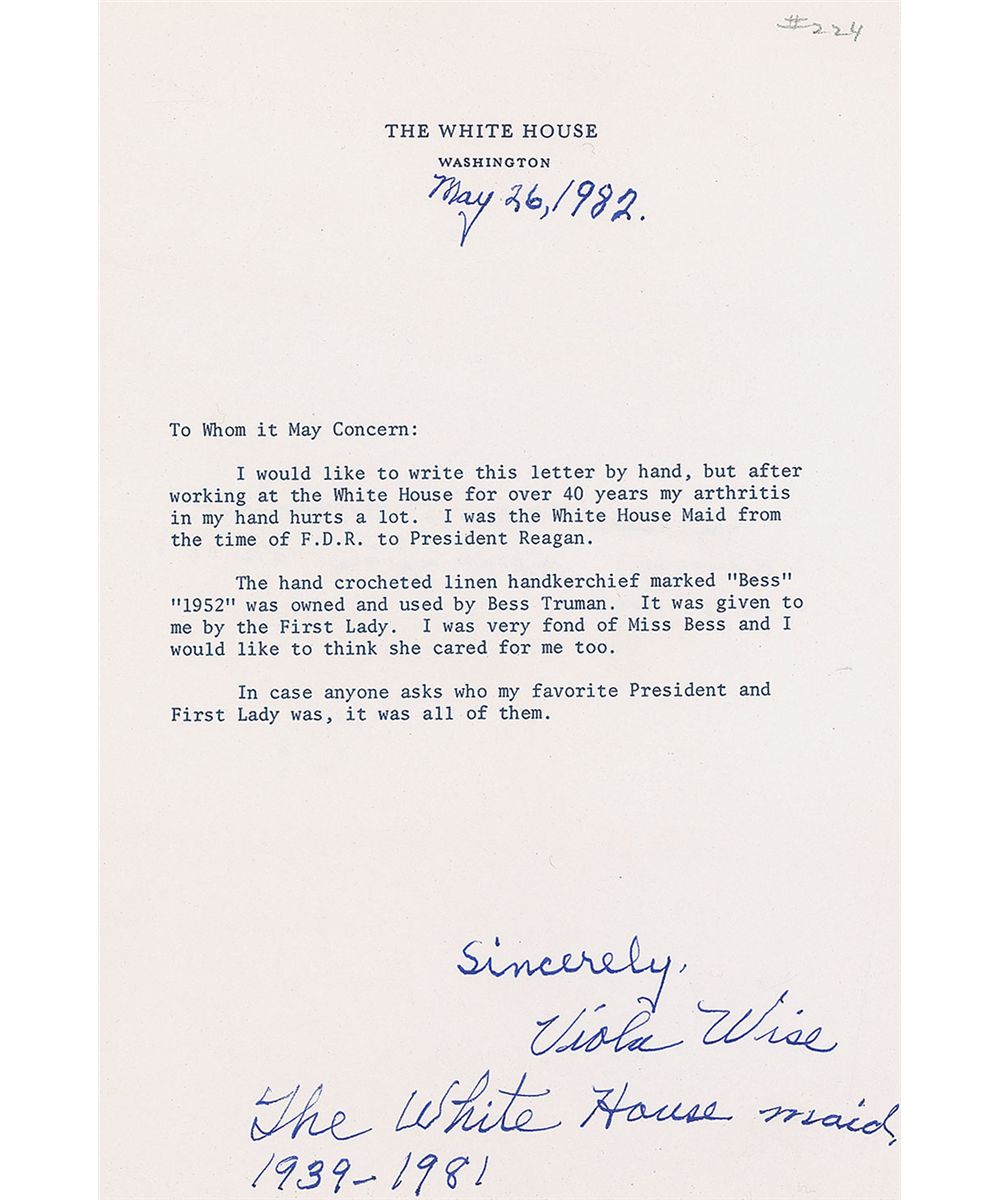 #224
THE WHITE HOUSE
WASHINGTON
May 26, 1982.
To Whom it May Concern:
I would like to write this letter by hand, but after
working at the White House for over 40 years my arthritis
in my hand hurts a lot. I was the White House Maid from
the time of F.D.R. to President Reagan.
The hand crocheted linen handkerchief marked "Bess"
"1952" was owned and used by Bess Truman. It was given to
me by the First Lady. I was very fond of Miss Bess and I
would like to think she cared for me too.
In case anyone asks who my favorite President and
First Lady was, it was all of them.
Sincerely,
Viola Wise
The White House maid,
1939-1981